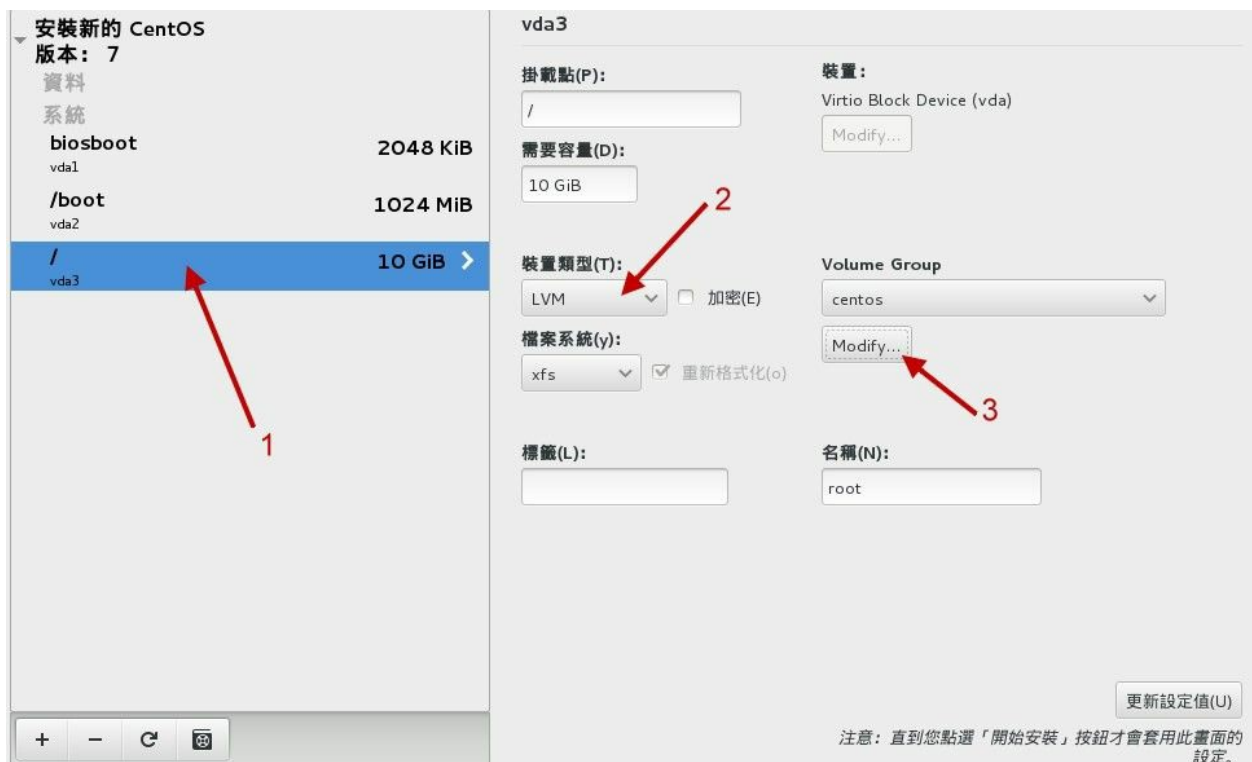 安裝新的 CentOS
版本： 7
資料
系統
biosboot 2048 KiB
vda1
/boot 1024 MiB
vda2
/ 10 GiB
vda3
1
vda3
掛載點(P):
/
需要容量(D):
10 GiB
2
裝置:
Virtio Block Device (vda)
Modify...
裝置類型(T):
LVM 加密(E)
檔案系統(y):
xfs 重新格式化(o)
Volume Group
centos
Modify...
3
標籤(L):
名稱(N):
root
更新設定值(U)
注意： 直到您點選「開始安裝」按鈕才會套用此畫面的
設定。